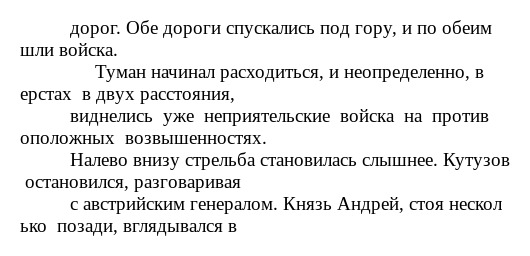 дорог. Обе дороги спускались под гору, и по обеим
шли войска.
Туман начинал расходиться, и неопределенно, в
ерстах  в двух расстояния,
виднелись  уже  неприятельские  войска  на  против
оположных  возвышенностях.
Налево внизу стрельба становилась слышнее. Кутузов
остановился, разговаривая
с австрийским генералом. Князь Андрей, стоя нескол
ько  позади, вглядывался в